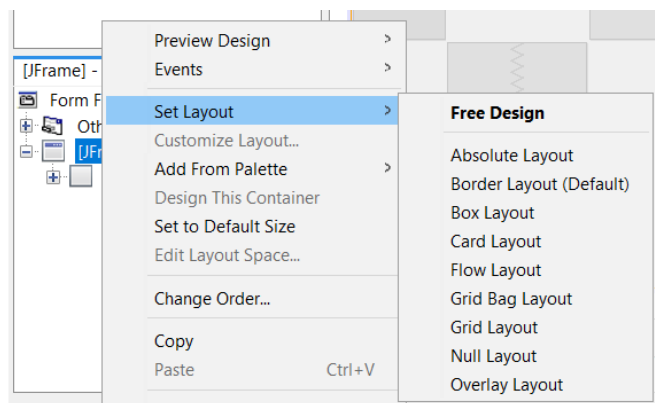 [JFrame] -
Form F
Oth
[JFr
Preview Design
Events
Set Layout
Customize Layout...
Add From Palette
Design This Container
Set to Default Size
Edit Layout Space...
Change Order...
Copy
Paste Ctrl+V
Free Design
Absolute Layout
Border Layout (Default)
Box Layout
Card Layout
Flow Layout
Grid Bag Layout
Grid Layout
Null Layout
Overlay Layout